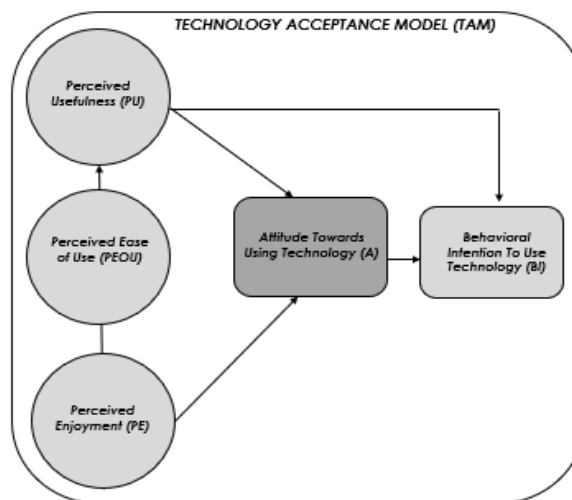 TECHNOLOGY ACCEPTANCE MODEL (TAM)
Perceived
Usefulness (PU)
Perceived Ease
of Use (PEOU)
Attitude Towards
Using Technology (A)
Behavioral
Intention To Use
Technology (BI)
Perceived
Enjoyment (PE)